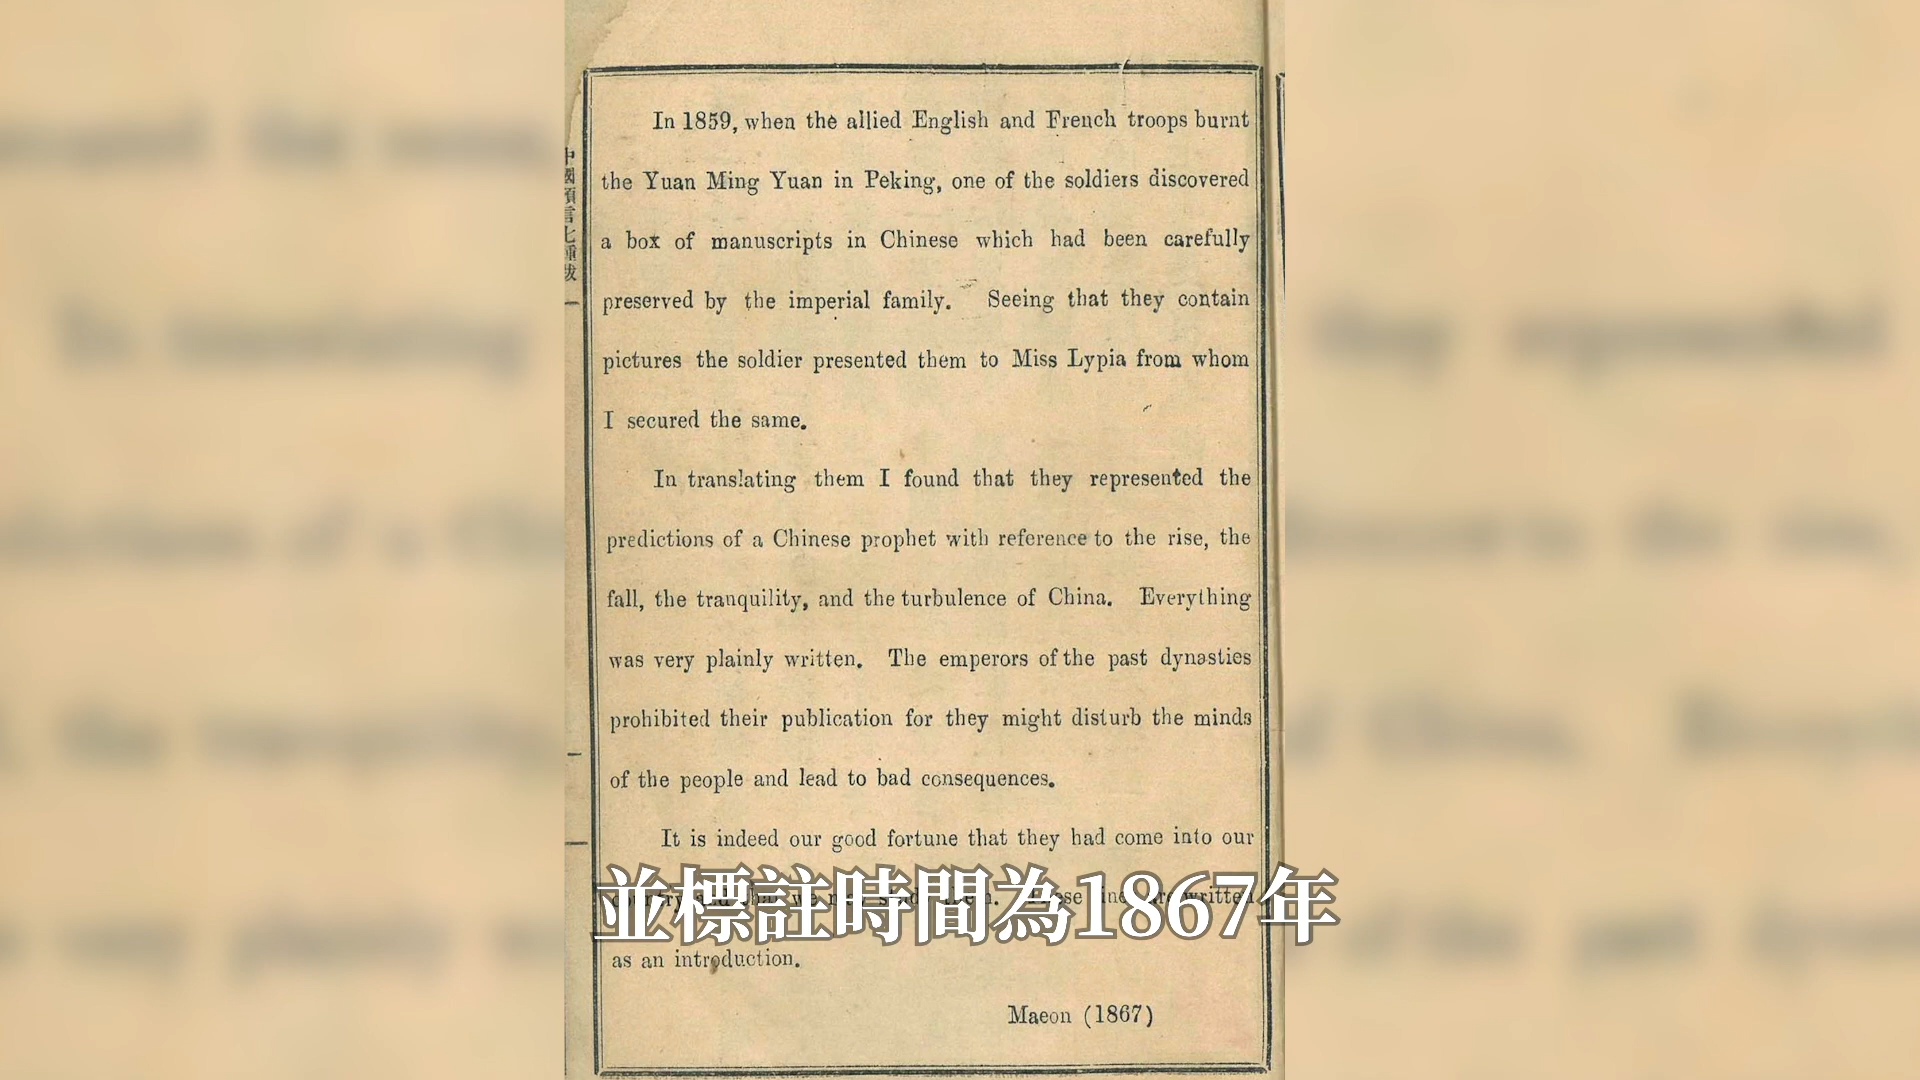 In 1859, when the allied English and French troops burnt
the Yuan Ming Yuan in Peking, one of the soldiers discovered
a box of manuscripts in Chinese which had been carefully
preserved by the imperial family. Seeing that they contain
pictures the soldier presented them to Miss Lypia from whom
I secured the same.
In translating them I found that they represented the
predictions of a Chinese prophet with reference to the rise, the
fall, the tranquility, and the turbulence of China. Everything
was very plainly written. The emperors of the past dynasties
prohibited their publication for they might disturb the minds
of the people and lead to bad consequences.
It is indeed our good fortune that they had come into our
written
as an introduction.
Maeon (1867)
中國預言七種跋
一
並標註時間為1867年